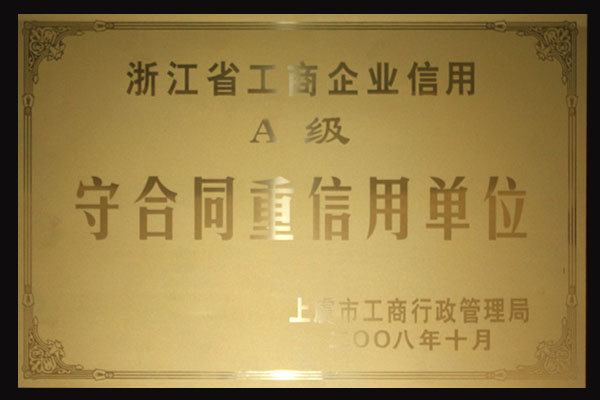 浙江省工商企业信用
A 级
守合同重信用单位
上虞市工商行政管理局
二〇〇八年十月